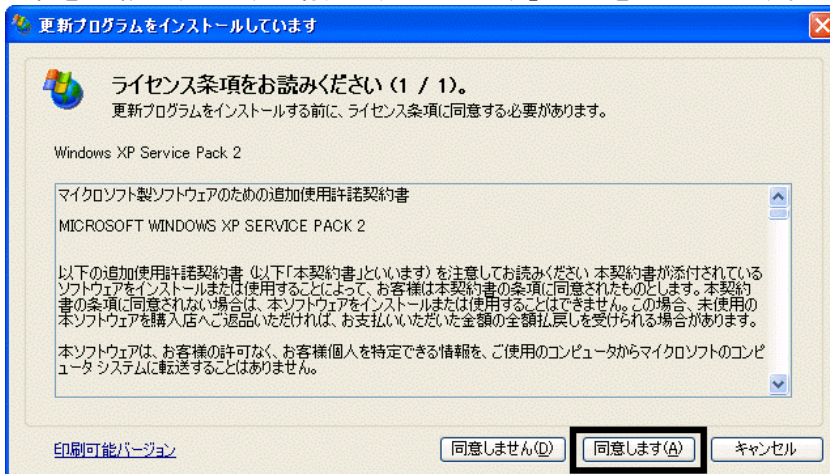 更新プログラムをインストールしています
ライセンス条項をお読みください (1 / 1)。
更新プログラムをインストールする前に、ライセンス条項に同意する必要があります。
Windows XP Service Pack 2
マイクロソフト製ソフトウェアのための追加使用許諾契約書
MICROSOFT WINDOWS XP SERVICE PACK 2
以下の追加使用許諾契約書 (以下「本契約書」といいます) を注意してお読みください 本契約書が添付されている
ソフトウェアをインストールまたは使用することによって、お客様は本契約書の条項に同意されたものとします。本契約
書の条項に同意されない場合は、本ソフトウェアをインストールまたは使用することはできません。この場合、未使用の
本ソフトウェアを購入店へご返品いただければ、お支払いいただいた金額の全額払戻しを受けられる場合があります。
本ソフトウェアは、お客様の許可なく、お客様個人を特定できる情報を、ご使用のコンピュータからマイクロソフトのコンピ
ュータ システムに転送することはありません。
印刷可能バージョン
同意しません(D)
同意します(A)
キャンセル